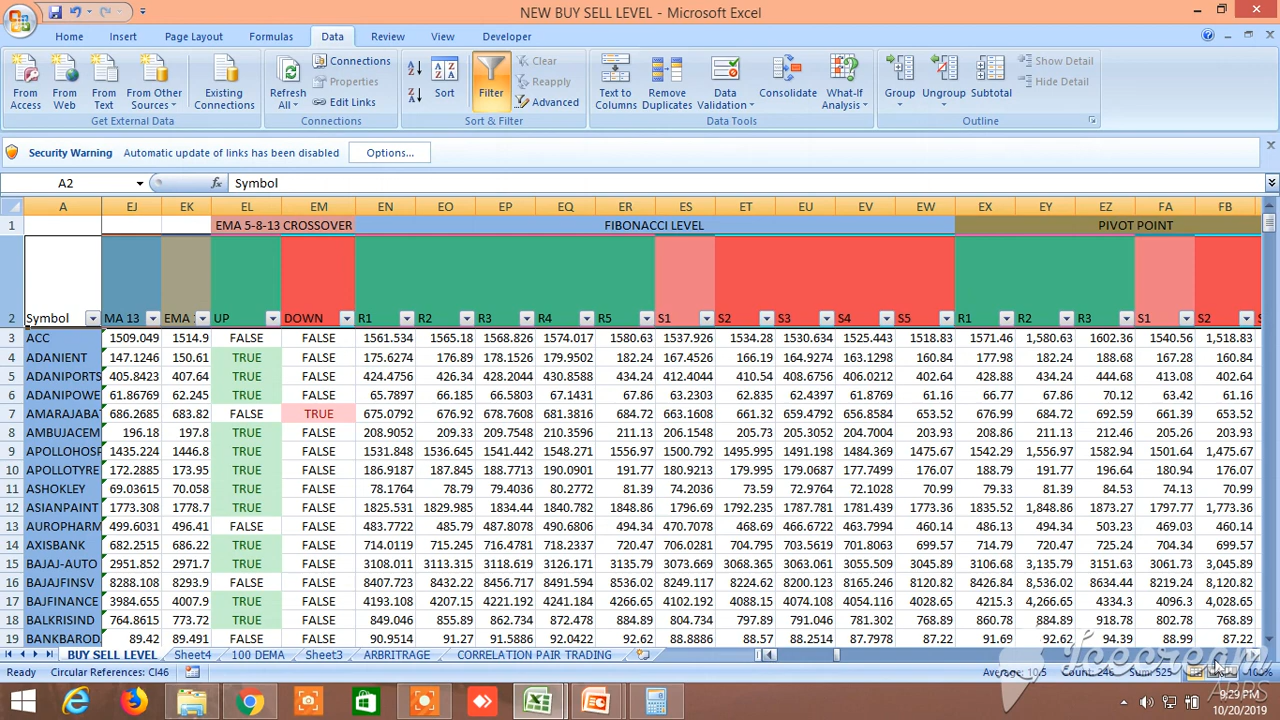 NEW BUY SELL LEVEL - Microsoft Excel
Home Insert Page Layout Formulas Data Review View Developer
From Access From Web From Text From Other Sources Existing Connections Refresh All Connections Properties Edit Links Sort Filter Clear Reapply Advanced Text to Columns Remove Duplicates Data Validation Consolidate What-If Analysis Group Ungroup Subtotal Show Detail Hide Detail
Get External Data Connections Sort & Filter Data Tools Outline
Security Warning Automatic update of links has been disabled Options...
A2 fx Symbol
A EJ EK EL EM EN EO EP EQ ER ES ET EU EV EW EX EY EZ FA FB
1 EMA 5-8-13 CROSSOVER FIBONACCI LEVEL PIVOT POINT
2 Symbol MA 13 EMA UP DOWN R1 R2 R3 R4 R5 S1 S2 S3 S4 S5 R1 R2 R3 S1 S2
3 ACC 1509.049 1514.9 FALSE FALSE 1561.534 1565.18 1568.826 1574.017 1580.63 1537.926 1534.28 1530.634 1525.443 1518.83 1571.46 1,580.63 1602.36 1540.56 1,518.83
4 ADANIENT 147.1246 150.61 TRUE FALSE 175.6274 176.89 178.1526 179.9502 182.24 167.4526 166.19 164.9274 163.1298 160.84 177.98 182.24 188.68 167.28 160.84
5 ADANIPORTS 405.8423 407.64 TRUE FALSE 424.4756 426.34 428.2044 430.8588 434.24 412.4044 410.54 408.6756 406.0212 402.64 428.88 434.24 444.68 413.08 402.64
6 ADANIPOWE 61.86769 62.245 TRUE FALSE 65.7897 66.185 66.5803 67.1431 67.86 63.2303 62.835 62.4397 61.8769 61.16 66.77 67.86 70.12 63.42 61.16
7 AMARAJABA 686.2685 683.82 FALSE TRUE 675.0792 676.92 678.7608 681.3816 684.72 663.1608 661.32 659.4792 656.8584 653.52 676.99 684.72 692.59 661.39 653.52
8 AMBUJACEM 196.18 197.8 TRUE FALSE 208.9052 209.33 209.7548 210.3596 211.13 206.1548 205.73 205.3052 204.7004 203.93 208.86 211.13 212.46 205.26 203.93
9 APOLLOHOSP 1435.224 1446.8 TRUE FALSE 1531.848 1536.645 1541.442 1548.271 1556.97 1500.792 1495.995 1491.198 1484.369 1475.67 1542.29 1,556.97 1582.94 1501.64 1,475.67
10 APOLLOTYRE 172.2885 173.95 TRUE FALSE 186.9187 187.82 188.7713 190.0901 191.77 180.9213 179.98 179.0687 177.7499 176.07 188.79 191.77 196.64 180.94 176.07
11 ASHOKLEY 69.03615 70.058 TRUE FALSE 78.1764 78.79 79.4036 80.2772 81.39 74.2036 73.59 72.9764 72.1028 70.99 79.33 81.39 84.53 74.13 70.99
12 ASIANPAINT 1773.308 1778.7 TRUE FALSE 1825.531 1829.985 1834.44 1840.782 1848.86 1796.69 1792.235 1787.781 1781.439 1773.36 1835.52 1,848.86 1873.27 1797.77 1,773.36
13 AUROPHARM 499.6031 496.41 FALSE FALSE 483.7722 485.79 487.8078 490.6806 494.34 470.7078 468.69 466.6722 463.7994 460.14 486.13 494.34 503.23 469.03 460.14
14 AXISBANK 682.2515 686.22 TRUE FALSE 714.0119 715.245 716.4781 718.2337 720.47 706.0281 704.795 703.5619 701.8063 699.57 714.79 720.47 725.24 704.34 699.57
15 BAJAJ-AUTO 2951.852 2971.7 TRUE FALSE 3108.011 3113.315 3118.619 3126.171 3135.79 3073.669 3068.365 3063.061 3055.509 3045.89 3106.68 3,135.79 3151.63 3061.73 3,045.89
16 BAJAJFINSV 8288.108 8293.9 FALSE FALSE 8407.723 8432.22 8456.717 8491.594 8536.02 8249.117 8224.62 8200.123 8165.246 8120.82 8426.84 8,536.02 8634.44 8219.24 8,120.82
17 BAJFINANCE 3984.655 4007.9 TRUE FALSE 4193.108 4207.15 4221.192 4241.184 4266.65 4102.192 4088.15 4074.108 4054.116 4028.65 4215.3 4,266.65 4334.3 4096.3 4,028.65
18 BALKRISIND 764.8615 773.72 TRUE FALSE 849.046 855.89 862.734 872.478 884.89 804.734 797.89 791.046 781.302 768.89 860.78 884.89 918.78 802.78 768.89
19 BANKBAROD 89.42 89.491 FALSE FALSE 90.9514 91.27 91.5886 92.0422 92.62 88.8886 88.57 88.2514 87.7978 87.22 91.69 92.62 94.39 88.99 87.22
BUY SELL LEVEL Sheet4 100 DEMA Sheet3 ARBRITRAGE CORRELATION PAIR TRADING
Ready Circular References: CI46 Average: 10.5 Count: 246 Sum: 525 100%
Icecream
APPS
9:29 PM
10/20/2019